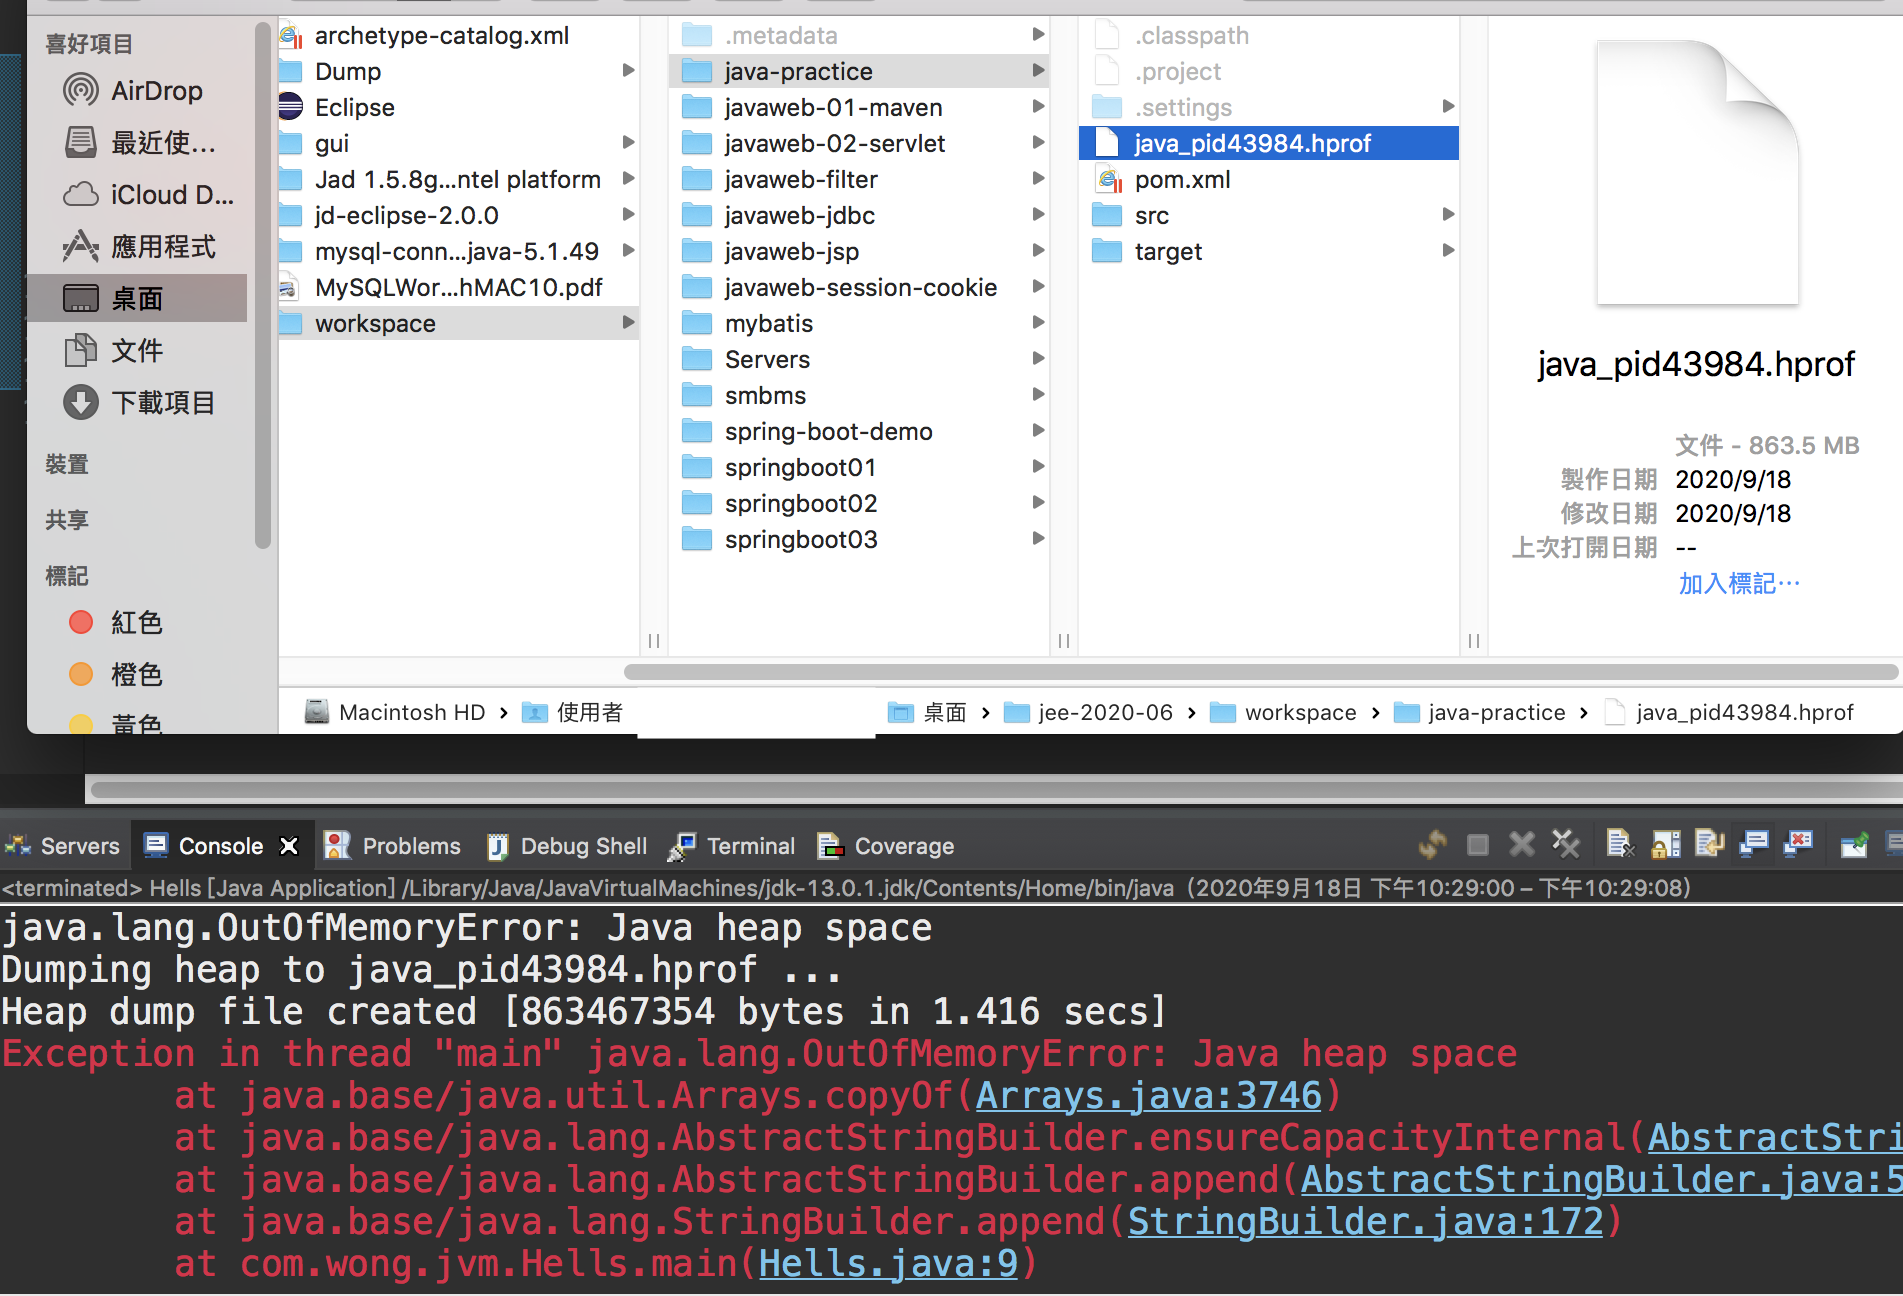 喜好項目
AirDrop
最近使...
iCloud D...
應用程式
桌面
文件
下載項目
裝置
共享
標記
紅色
橙色
黃色
archetype-catalog.xml
Dump
Eclipse
gui
Jad 1.5.8g...ntel platform
jd-eclipse-2.0.0
mysql-conn...java-5.1.49
MySQLWor...hMAC10.pdf
workspace
.metadata
java-practice
javaweb-01-maven
javaweb-02-servlet
javaweb-filter
javaweb-jdbc
javaweb-jsp
javaweb-session-cookie
mybatis
Servers
smbms
spring-boot-demo
springboot01
springboot02
springboot03
.classpath
.project
.settings
java_pid43984.hprof
pom.xml
src
target
java_pid43984.hprof
文件 - 863.5 MB
製作日期 2020/9/18
修改日期 2020/9/18
上次打開日期 --
加入標記⋯
Macintosh HD › 使用者 桌面 › jee-2020-06 › workspace › java-practice › java_pid43984.hprof
Servers Console Problems Debug Shell Terminal Coverage
<terminated> Hells [Java Application] /Library/Java/JavaVirtualMachines/jdk-13.0.1.jdk/Contents/Home/bin/java (2020年9月18日 下午10:29:00 – 下午10:29:08)
java.lang.OutOfMemoryError: Java heap space
Dumping heap to java_pid43984.hprof ...
Heap dump file created [863467354 bytes in 1.416 secs]
Exception in thread "main" java.lang.OutOfMemoryError: Java heap space
at java.base/java.util.Arrays.copyOf(Arrays.java:3746)
at java.base/java.lang.AbstractStringBuilder.ensureCapacityInternal(AbstractStri
at java.base/java.lang.AbstractStringBuilder.append(AbstractStringBuilder.java:5
at java.base/java.lang.StringBuilder.append(StringBuilder.java:172)
at com.wong.jvm.Hells.main(Hells.java:9)